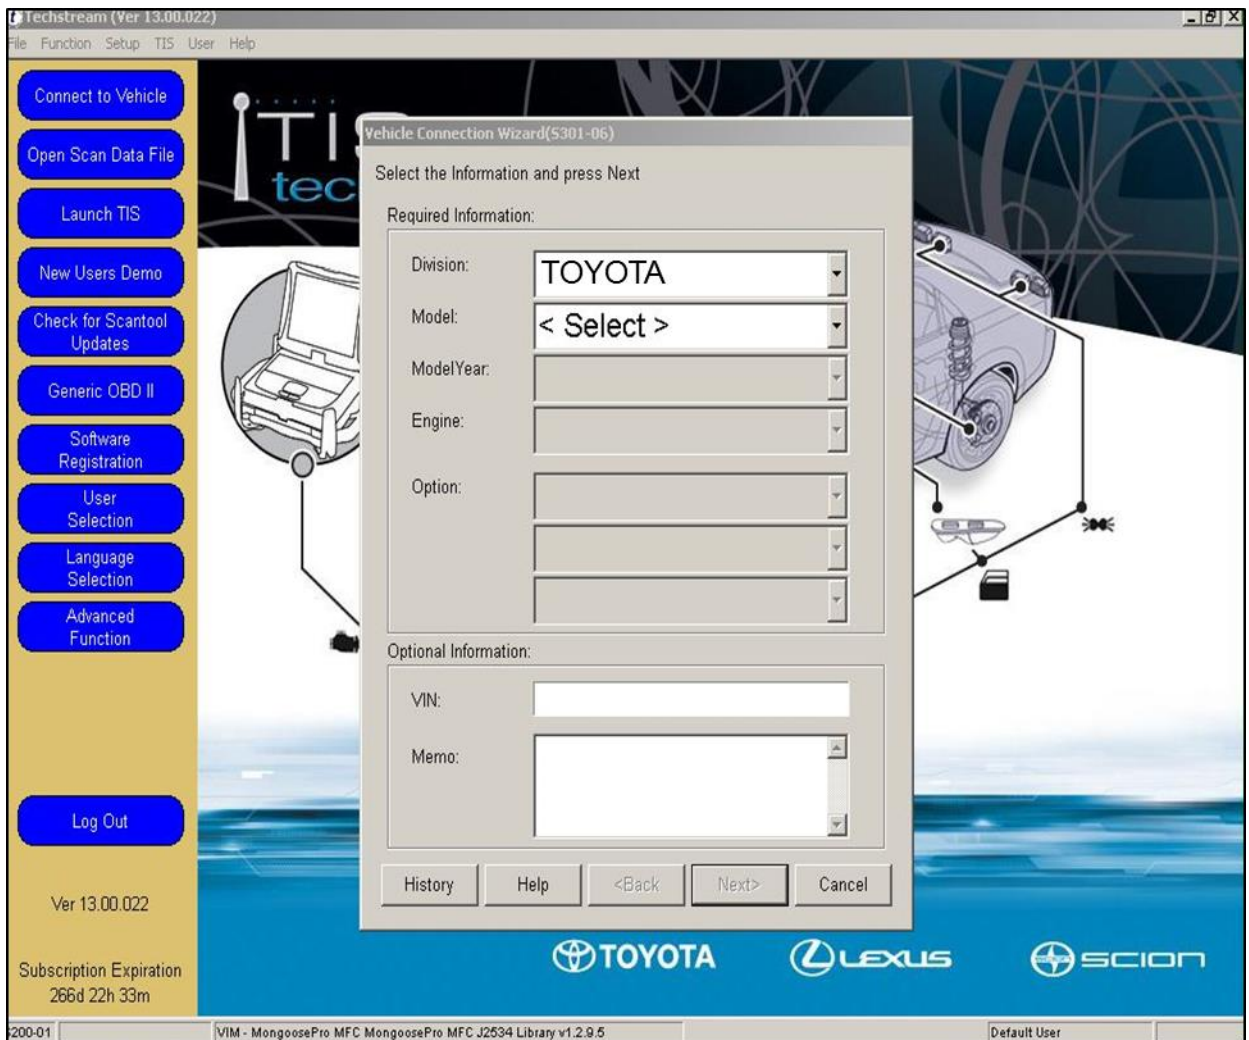 Techstream (Ver 13.00.022)
File Function Setup TIS User Help
Connect to Vehicle
Open Scan Data File
Launch TIS
New Users Demo
Check for Scantool
Updates
Generic OBD II
Software
Registration
User
Selection
Language
Selection
Advanced
Function
Log Out
Ver 13.00.022
Subscription Expiration
266d 22h 33m
TIS
tec
Vehicle Connection Wizard(S301-06)
Select the Information and press Next
Required Information:
Division: TOYOTA
Model: < Select >
ModelYear:
Engine:
Option:
Optional Information:
VIN:
Memo:
History Help <Back Next> Cancel
TOYOTA LEXUS SCION
S200-01 VIM - MongoosePro MFC MongoosePro MFC J2534 Library v1.2.9.5 Default User